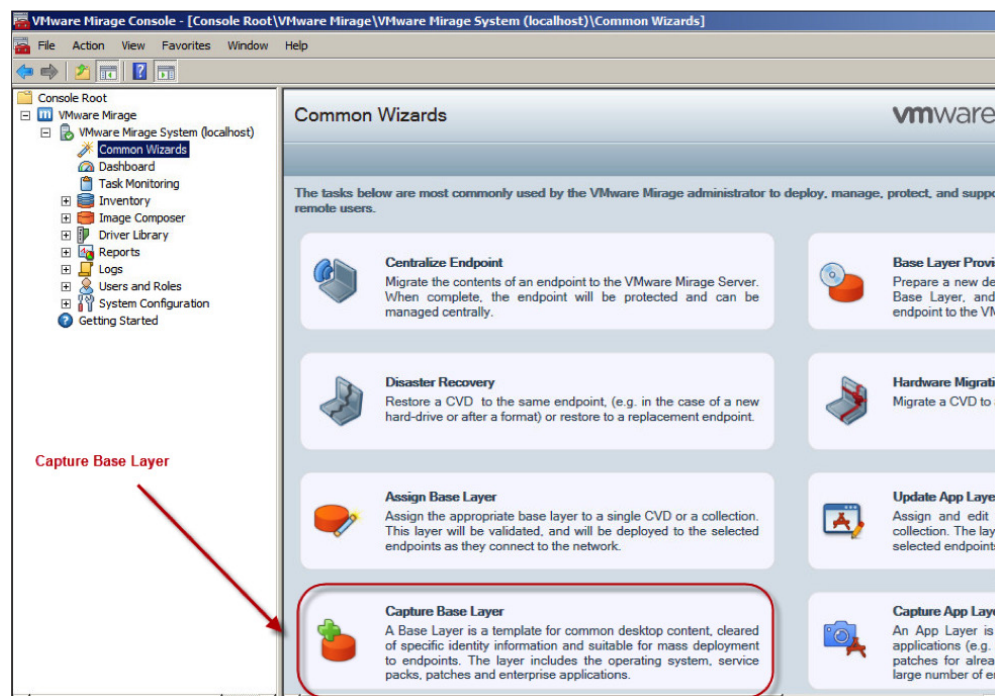 VMware Mirage Console - [Console Root\VMware Mirage\VMware Mirage System (localhost)\Common Wizards]
File Action View Favorites Window Help
Console Root
VMware Mirage
VMware Mirage System (localhost)
Common Wizards
Dashboard
Task Monitoring
Inventory
Image Composer
Driver Library
Reports
Logs
Users and Roles
System Configuration
Getting Started
Capture Base Layer
Common Wizards
vmware
The tasks below are most commonly used by the VMware Mirage administrator to deploy, manage, protect, and suppo
remote users.
Centralize Endpoint
Migrate the contents of an endpoint to the VMware Mirage Server.
When complete, the endpoint will be protected and can be
managed centrally.
Base Layer Provi
Prepare a new de
Base Layer, and
endpoint to the VM
Disaster Recovery
Restore a CVD to the same endpoint, (e.g. in the case of a new
hard-drive or after a format) or restore to a replacement endpoint.
Hardware Migrati
Migrate a CVD to
Assign Base Layer
Assign the appropriate base layer to a single CVD or a collection.
This layer will be validated, and will be deployed to the selected
endpoints as they connect to the network.
Update App Laye
Assign and edit
collection. The lay
selected endpoints
Capture Base Layer
A Base Layer is a template for common desktop content, cleared
of specific identity information and suitable for mass deployment
to endpoints. The layer includes the operating system, service
packs, patches and enterprise applications.
Capture App Laye
An App Layer is
applications (e.g.
patches for alrea
large number of en